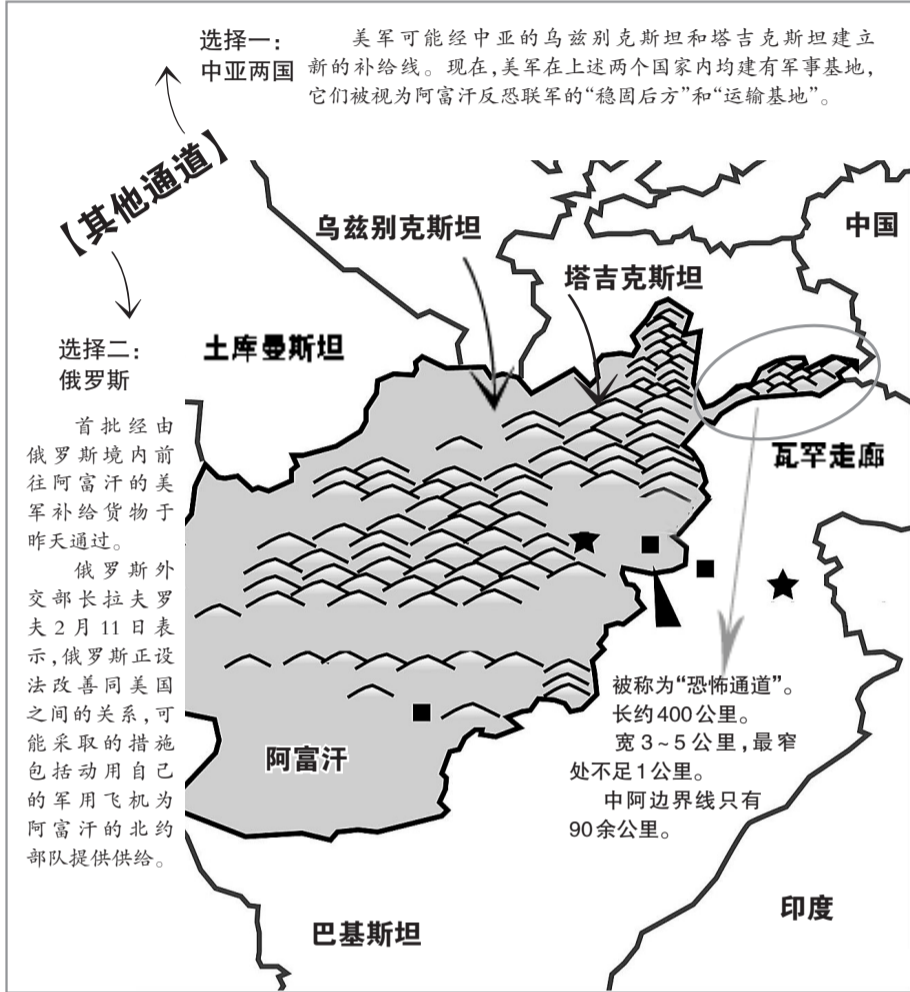 选择一：
中亚两国
美军可能经中亚的乌兹别克斯坦和塔吉克斯坦建立
新的补给线。现在，美军在上述两个国家内均建有军事基地，
它们被视为阿富汗反恐联军的“稳固后方”和“运输基地”。
【其他通道】
选择二：
俄罗斯
首批经由
俄罗斯境内前
往阿富汗的美
军补给货物于
昨天通过。
俄罗斯外
交部长拉夫罗
夫2月11日表
示，俄罗斯正设
法改善同美国
之间的关系，可
能采取的措施
包括动用自己
的军用飞机为
阿富汗的北约
部队提供供给。
乌兹别克斯坦
中国
塔吉克斯坦
土库曼斯坦
瓦罕走廊
被称为“恐怖通道”。
长约400公里。
宽3~5公里，最窄
处不足1公里。
中阿边界线只有
90余公里。
阿富汗
巴基斯坦
印度